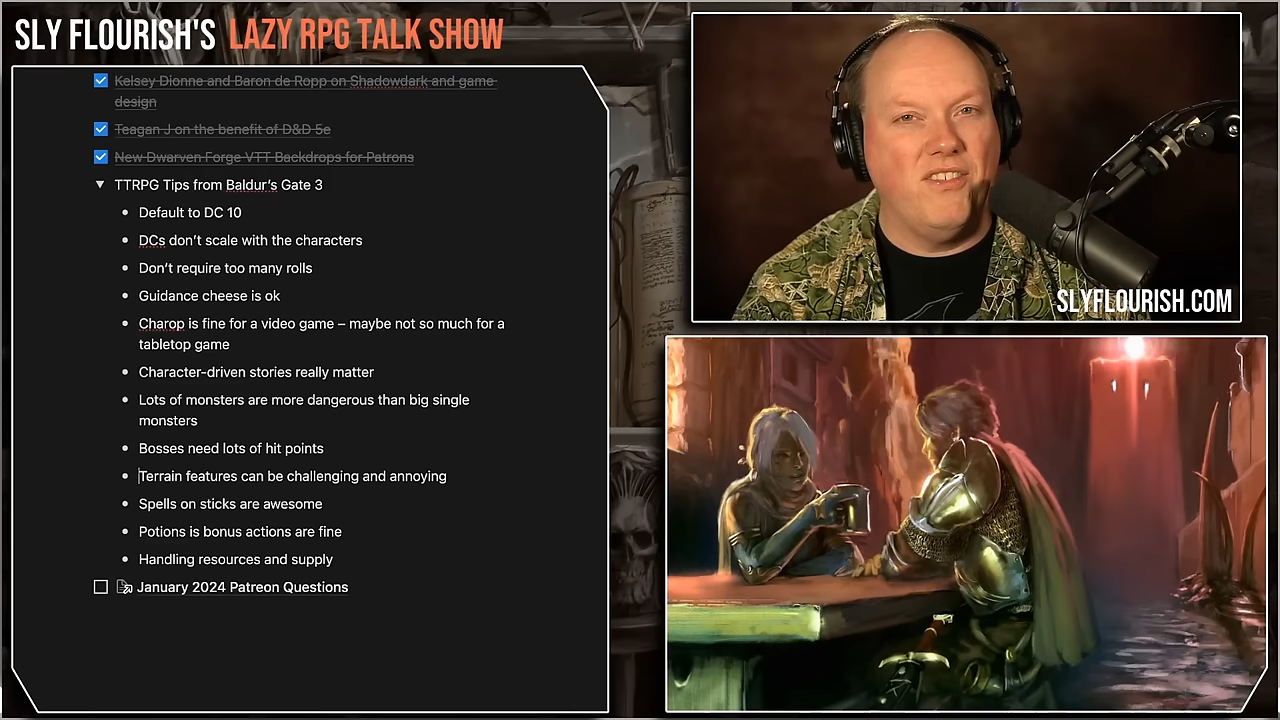 SLY FLOURISH'S LAZY RPG TALK SHOW
Kelsey Dionne and Baron de Ropp on Shadowdark and game
design
Teagan J on the benefit of D&D 5e
New Dwarven Forge VTT Backdrops for Patrons
TTRPG Tips from Baldur's Gate 3
Default to DC 10
DCs don't scale with the characters
Don't require too many rolls
Guidance cheese is ok
Charop is fine for a video game – maybe not so much for a
tabletop game
Character-driven stories really matter
Lots of monsters are more dangerous than big single
monsters
Bosses need lots of hit points
Terrain features can be challenging and annoying
Spells on sticks are awesome
Potions is bonus actions are fine
Handling resources and supply
January 2024 Patreon Questions
SLYFLOURISH.COM